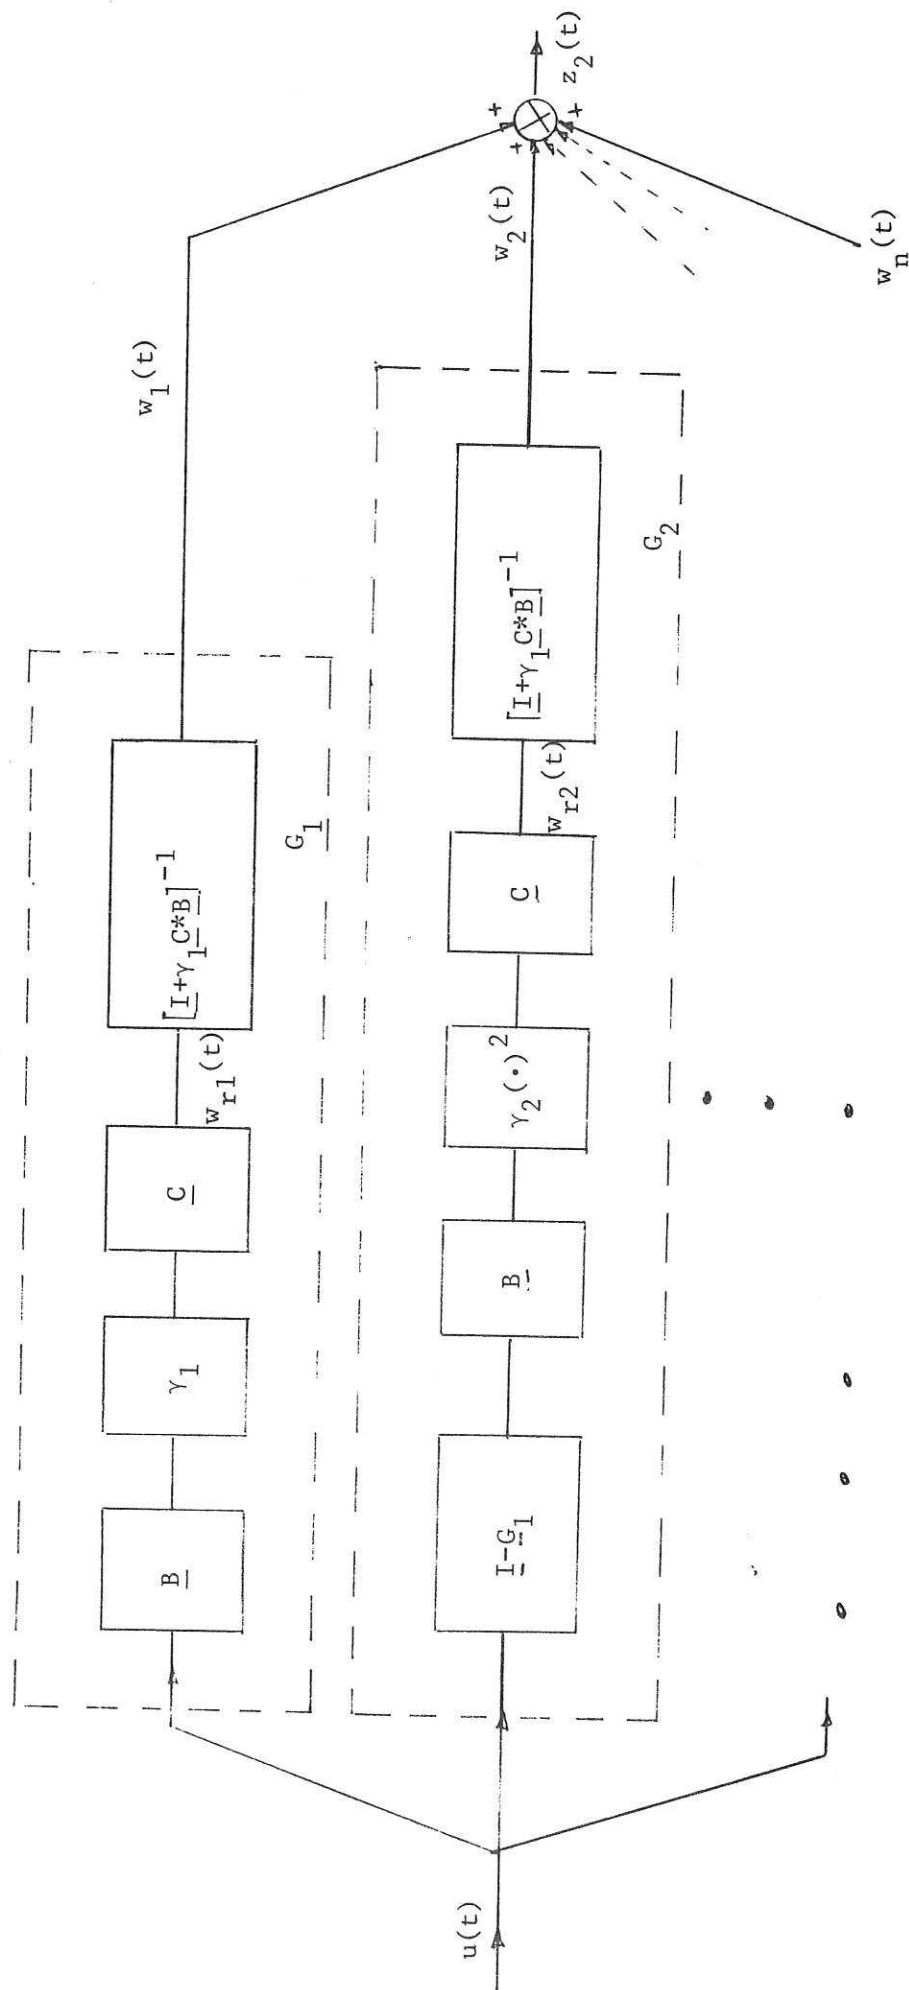 u(t)
B
γ1
C
wr1(t)
[I+γ1C*B]^-1
G1
w1(t)
I-G1
B
γ2(·)^2
C
wr2(t)
[I+γ1C*B]^-1
G2
w2(t)
+
+
+
z2(t)
wn(t)